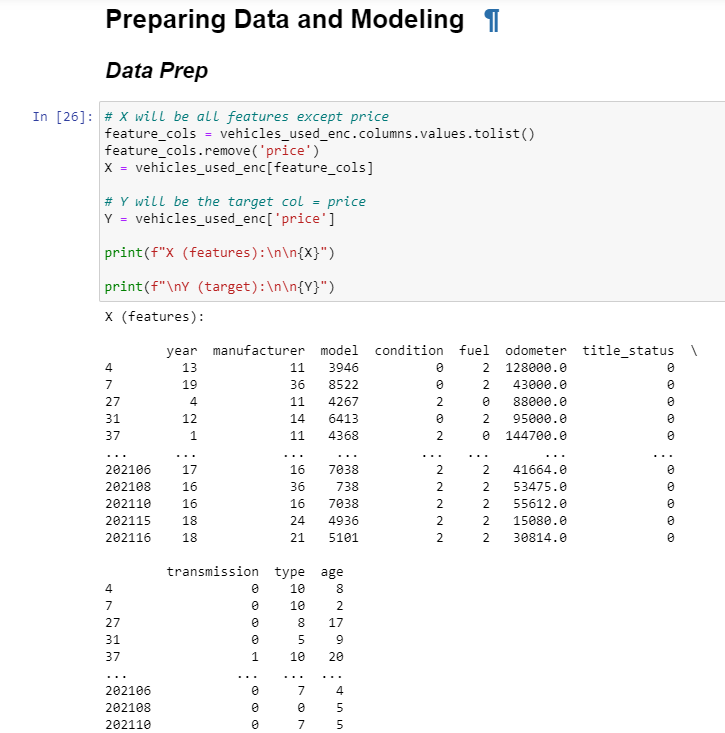 Preparing Data and Modeling ¶
Data Prep
In [26]: # X will be all features except price
feature_cols = vehicles_used_enc.columns.values.tolist()
feature_cols.remove('price')
X = vehicles_used_enc[feature_cols]
# Y will be the target col = price
Y = vehicles_used_enc['price']
print(f"X (features):\n\n{X}")
print(f"\nY (target):\n\n{Y}")
X (features):
year manufacturer model condition fuel odometer title_status \
4 13 11 3946 0 2 128000.0 0
7 19 36 8522 0 2 43000.0 0
27 4 11 4267 2 0 88000.0 0
31 12 14 6413 0 2 95000.0 0
37 1 11 4368 2 0 144700.0 0
... ... ... ... ... ... ... ...
202106 17 16 7038 2 2 41664.0 0
202108 16 36 738 2 2 53475.0 0
202110 16 16 7038 2 2 55612.0 0
202115 18 24 4936 2 2 15080.0 0
202116 18 21 5101 2 2 30814.0 0
transmission type age
4 0 10 8
7 0 10 2
27 0 8 17
31 0 5 9
37 1 10 20
... ... ... ...
202106 0 7 4
202108 0 0 5
202110 0 7 5